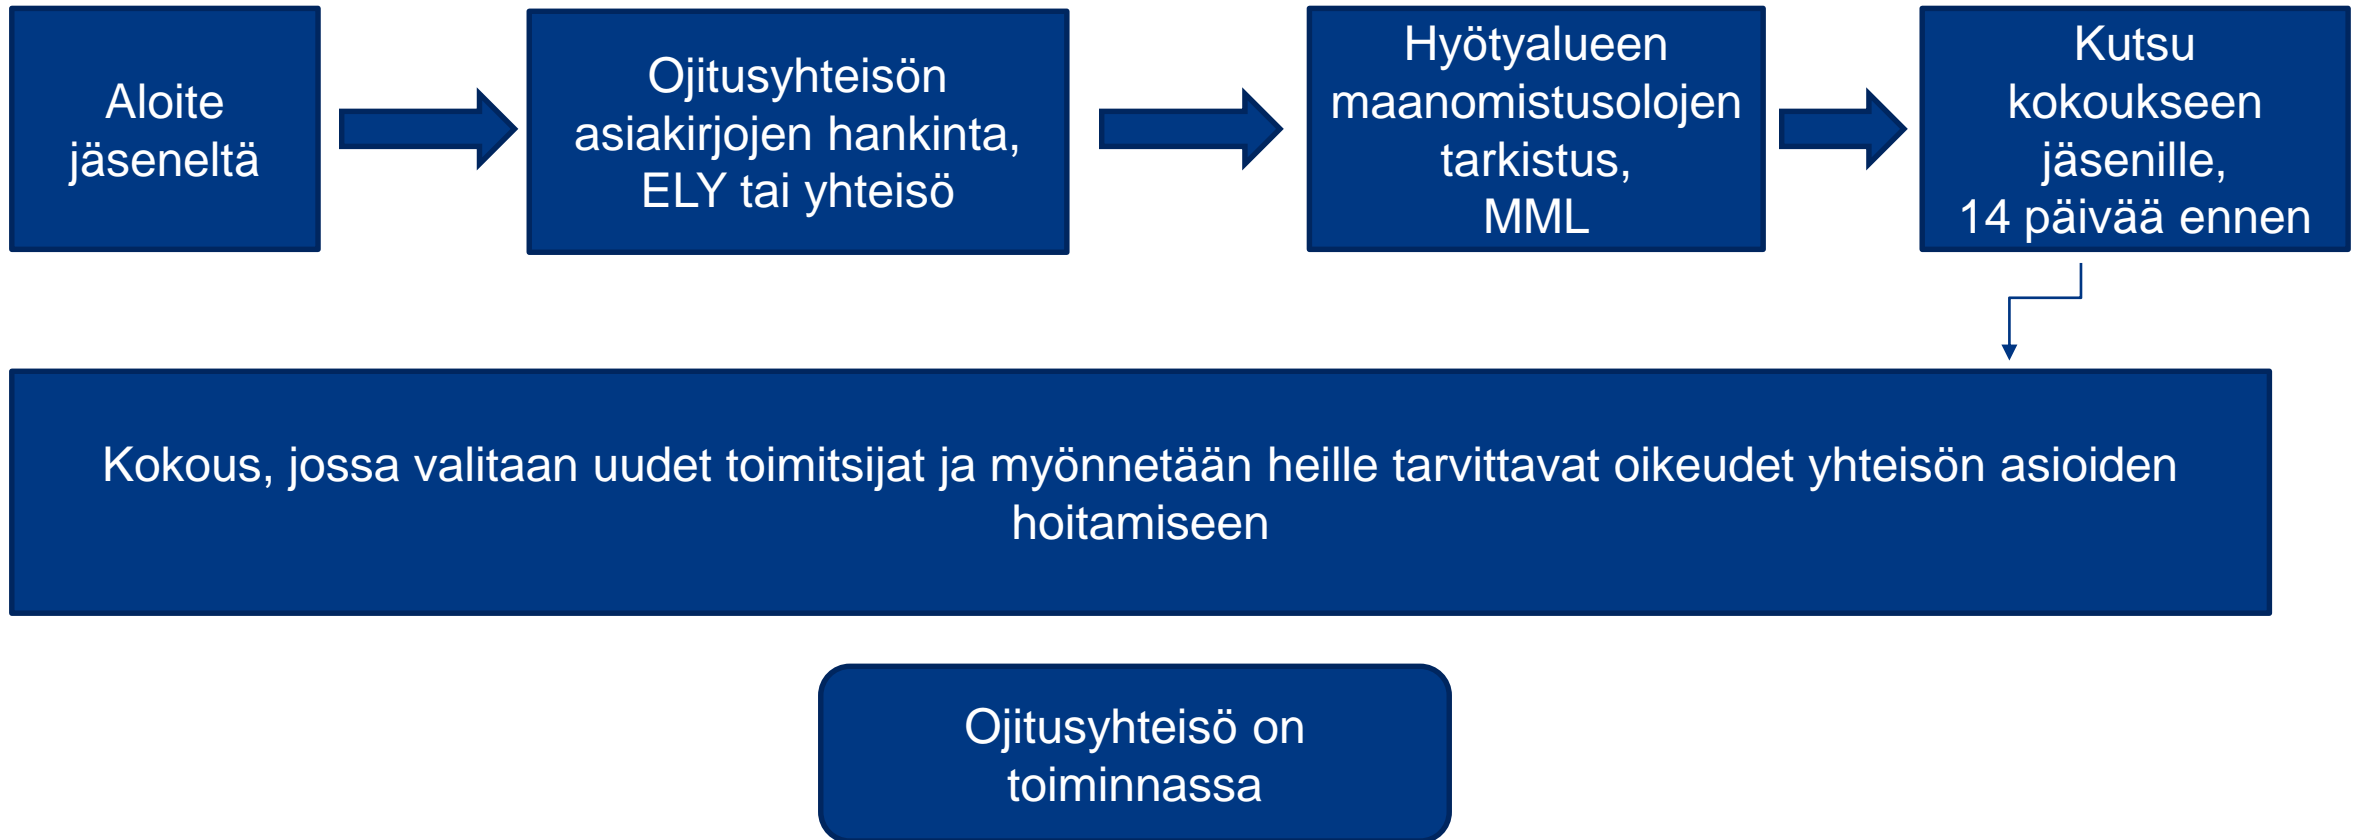 Aloite
jäseneltä
Ojitusyhteisön
asiakirjojen hankinta,
ELY tai yhteisö
Hyötyalueen
maanomistusolojen
tarkistus,
MML
Kutsu
kokoukseen
jäsenille,
14 päivää ennen
Kokous, jossa valitaan uudet toimitsijat ja myönnetään heille tarvittavat oikeudet yhteisön asioiden
hoitamiseen
Ojitusyhteisö on
toiminnassa